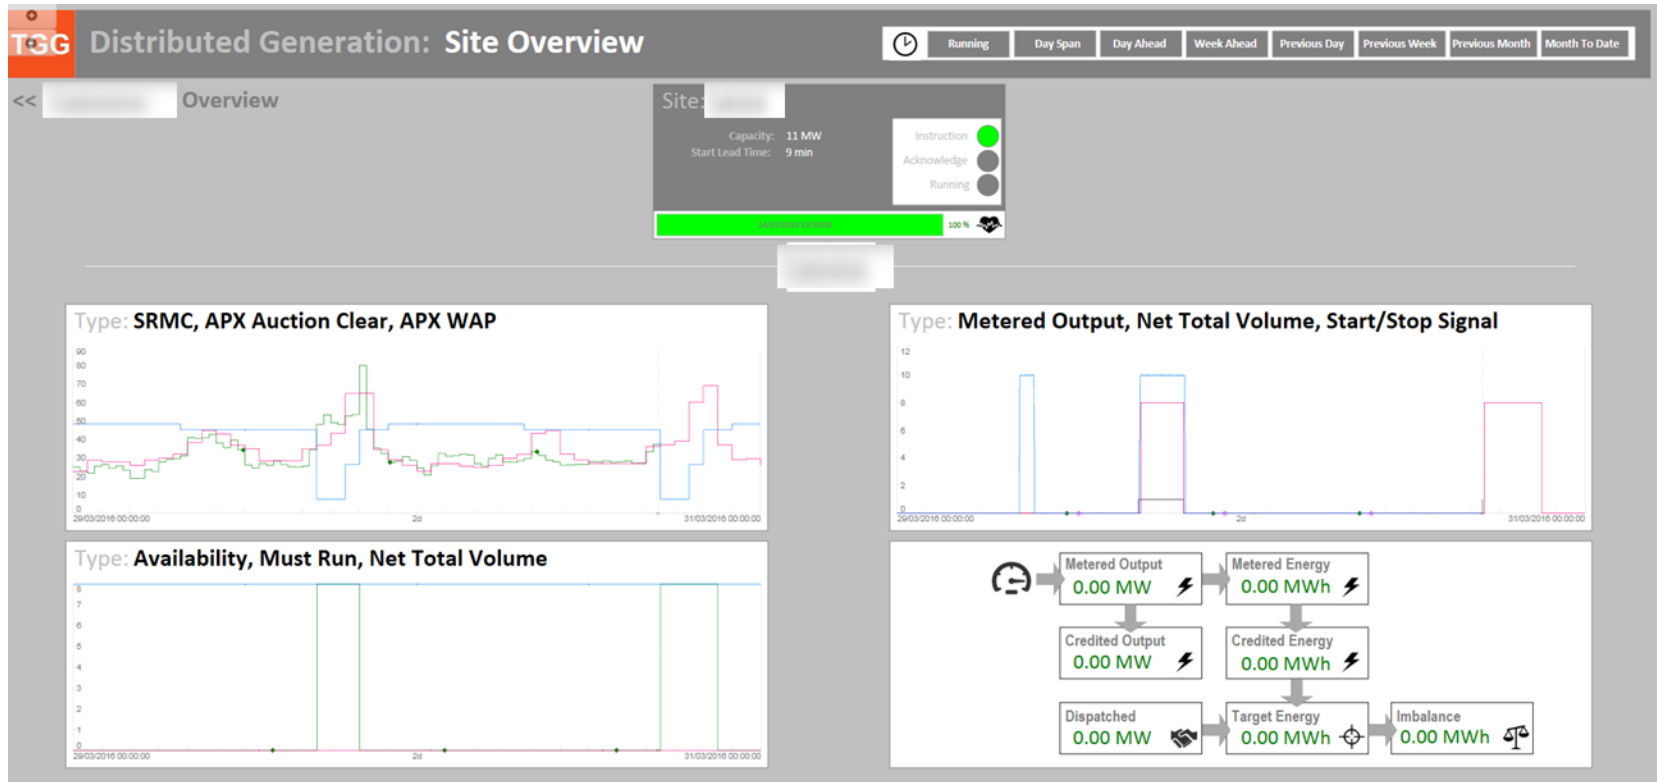 TGG Distributed Generation: Site Overview
Running Day Span Day Ahead Week Ahead Previous Day Previous Week Previous Month Month To Date
<< Overview
Site:
Capacity: 11 MW
Start Lead Time: 9 min
Instruction
Acknowledge
Running
100 %
Type: SRMC, APX Auction Clear, APX WAP
90
80
70
60
50
40
30
20
10
0
29/03/2016 00:00:00 2d 31/03/2016 00:00:00
Type: Metered Output, Net Total Volume, Start/Stop Signal
12
10
8
6
4
2
0
29/03/2016 00:00:00 2d 31/03/2016 00:00:00
Type: Availability, Must Run, Net Total Volume
8
7
6
5
4
3
2
1
0
29/03/2016 00:00:00 2d 31/03/2016 00:00:00
Metered Output
0.00 MW
Metered Energy
0.00 MWh
Credited Output
0.00 MW
Credited Energy
0.00 MWh
Dispatched
0.00 MW
Target Energy
0.00 MWh
Imbalance
0.00 MWh